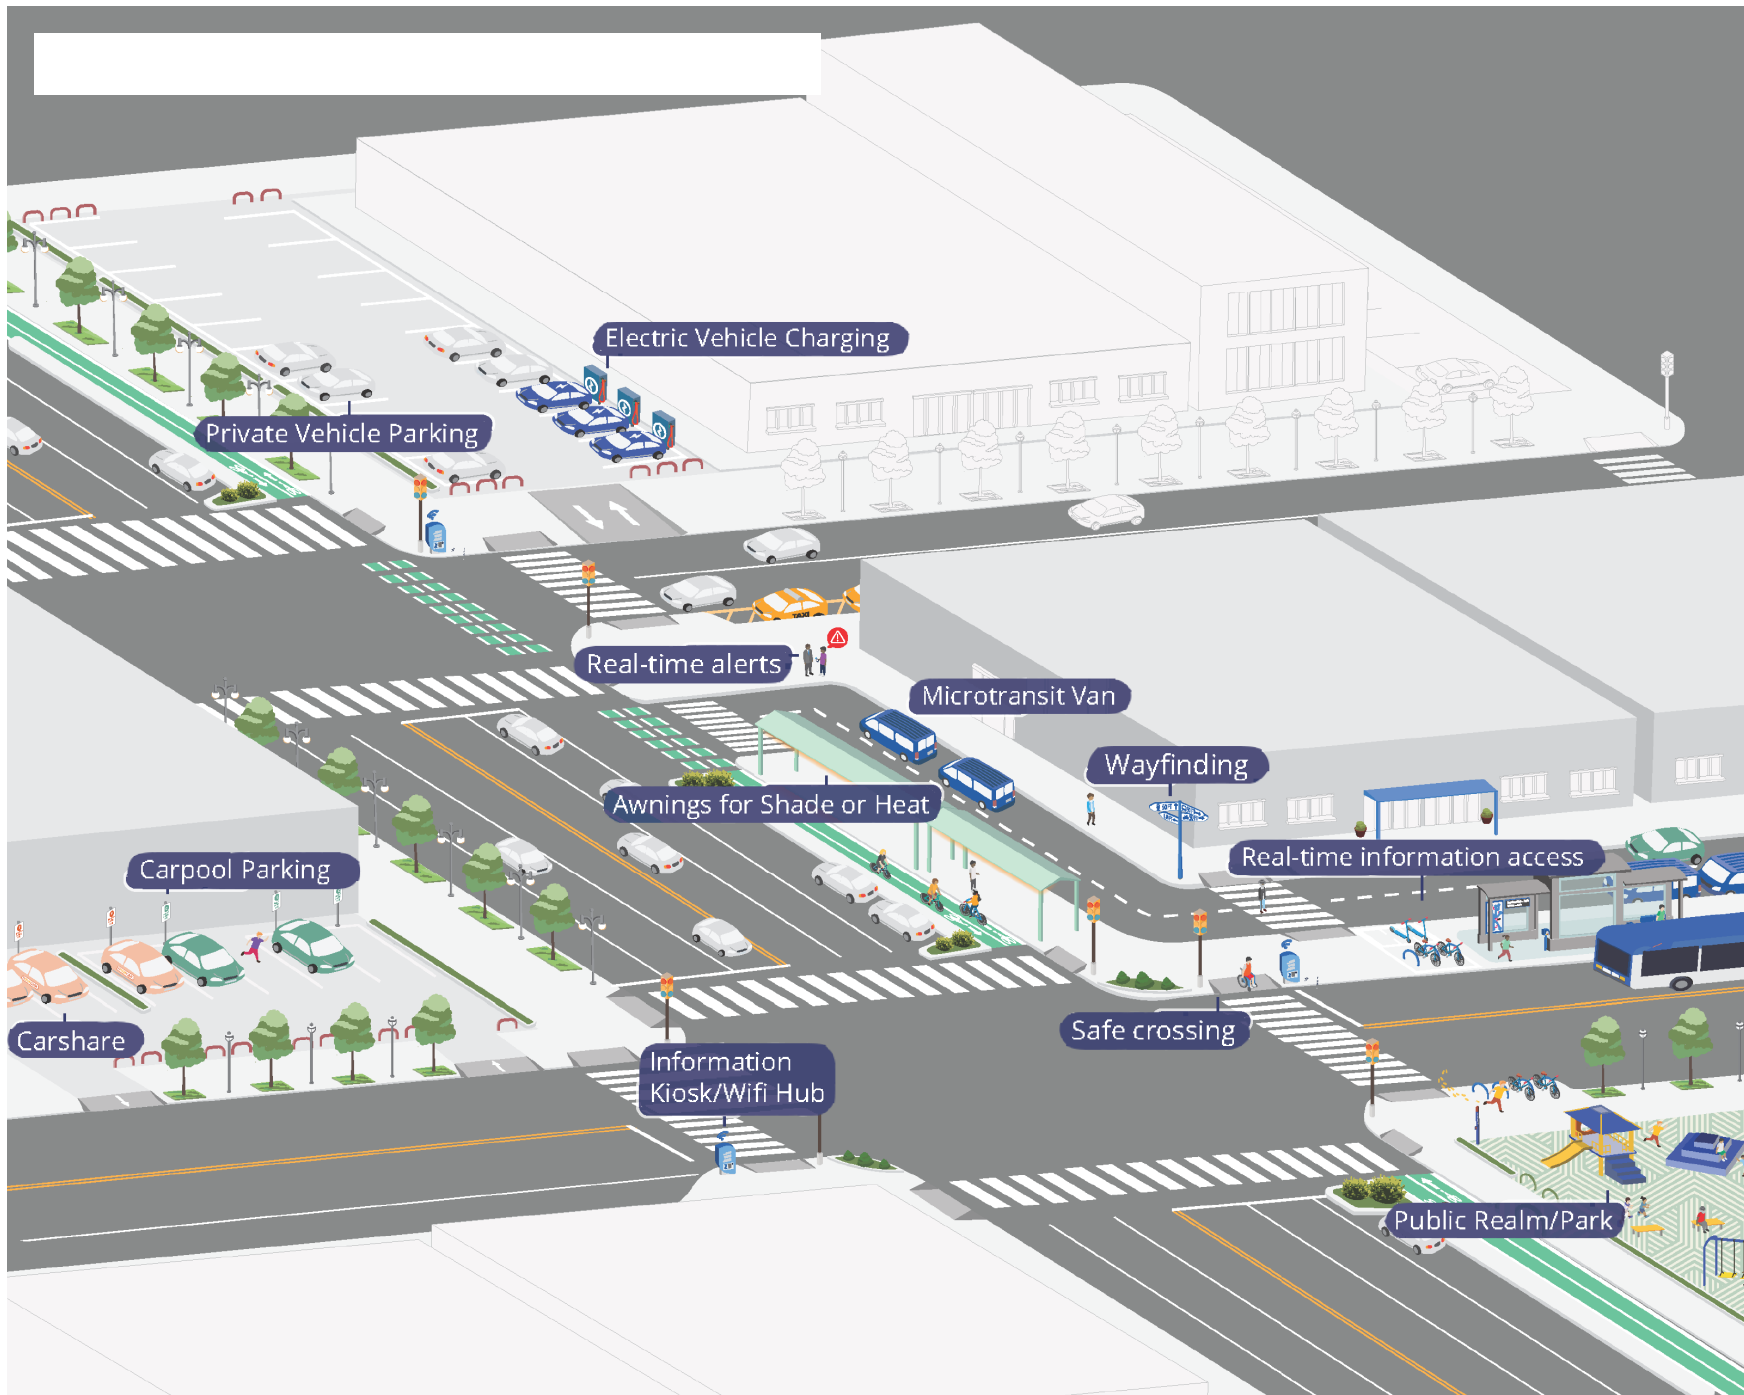 Electric Vehicle Charging
Private Vehicle Parking
TAXI
Real-time alerts
Microtransit Van
Wayfinding
Awnings for Shade or Heat
Real-time information access
Carpool Parking
Carshare
Safe crossing
Information
Kiosk/Wifi Hub
Public Realm/Park